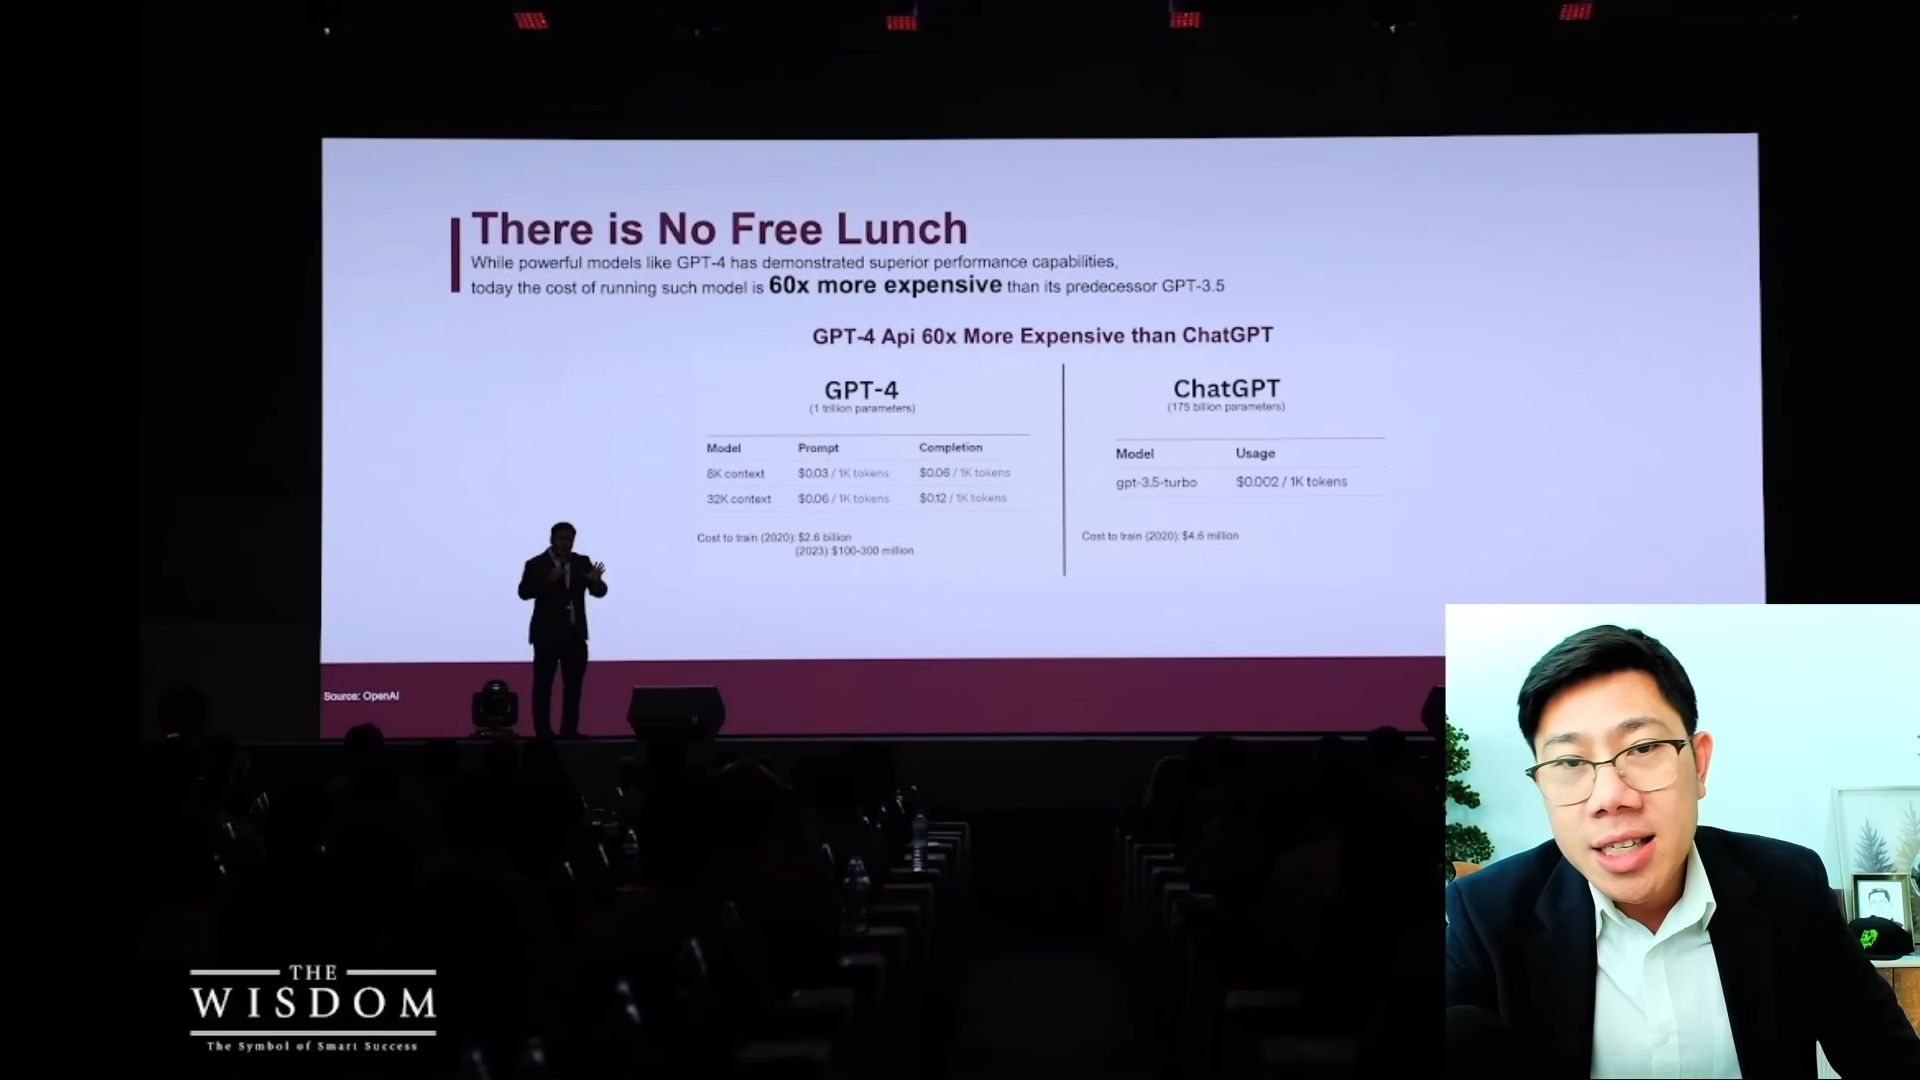 There is No Free Lunch
While powerful models like GPT-4 has demonstrated superior performance capabilities,
today the cost of running such model is 60x more expensive than its predecessor GPT-3.5
GPT-4 Api 60x More Expensive than ChatGPT
GPT-4
(1 trillion parameters)
Model Prompt Completion
8K context $0.03 / 1K tokens $0.06 / 1K tokens
32K context $0.06 / 1K tokens $0.12 / 1K tokens
Cost to train (2020): $2.6 billion
(2023) $100-300 million
ChatGPT
(175 billion parameters)
Model Usage
gpt-3.5-turbo $0.002 / 1K tokens
Cost to train (2020): $4.6 million
Source: OpenAI
THE
WISDOM
The Symbol of Smart Success